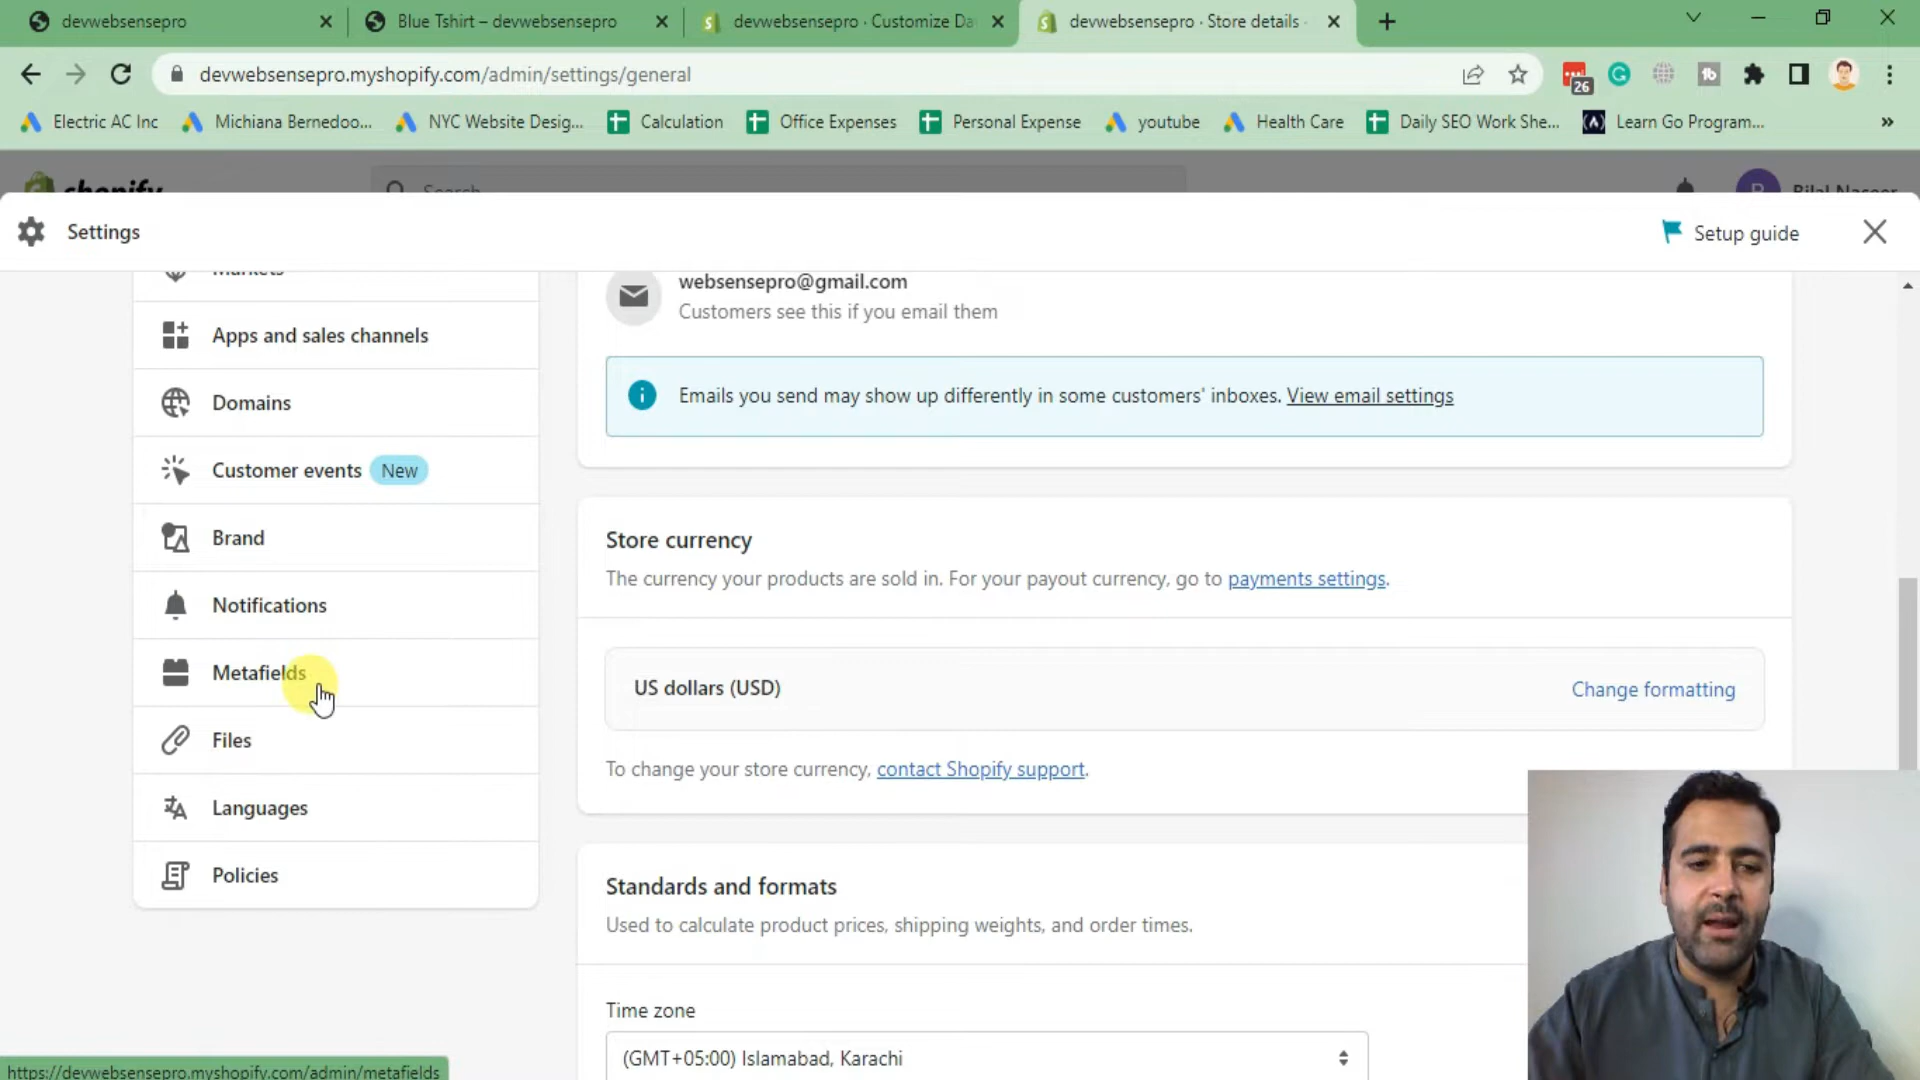 devwebsensepro
Blue Tshirt – devwebsensepro
devwebsensepro · Customize Da
devwebsensepro · Store details ·
devwebsensepro.myshopify.com/admin/settings/general
26
Electric AC Inc
Michiana Bernedoo...
NYC Website Desig...
Calculation
Office Expenses
Personal Expense
youtube
Health Care
Daily SEO Work She...
Learn Go Program...
»
shopify
Search
Bilal Naseer
Settings
Setup guide
Markets
Apps and sales channels
Domains
Customer events New
Brand
Notifications
Metafields
Files
Languages
Policies
websensepro@gmail.com
Customers see this if you email them
Emails you send may show up differently in some customers' inboxes. View email settings
Store currency
The currency your products are sold in. For your payout currency, go to payments settings.
US dollars (USD)
Change formatting
To change your store currency, contact Shopify support.
Standards and formats
Used to calculate product prices, shipping weights, and order times.
Time zone
(GMT+05:00) Islamabad, Karachi
https://devwebsensepro.myshopify.com/admin/metafields